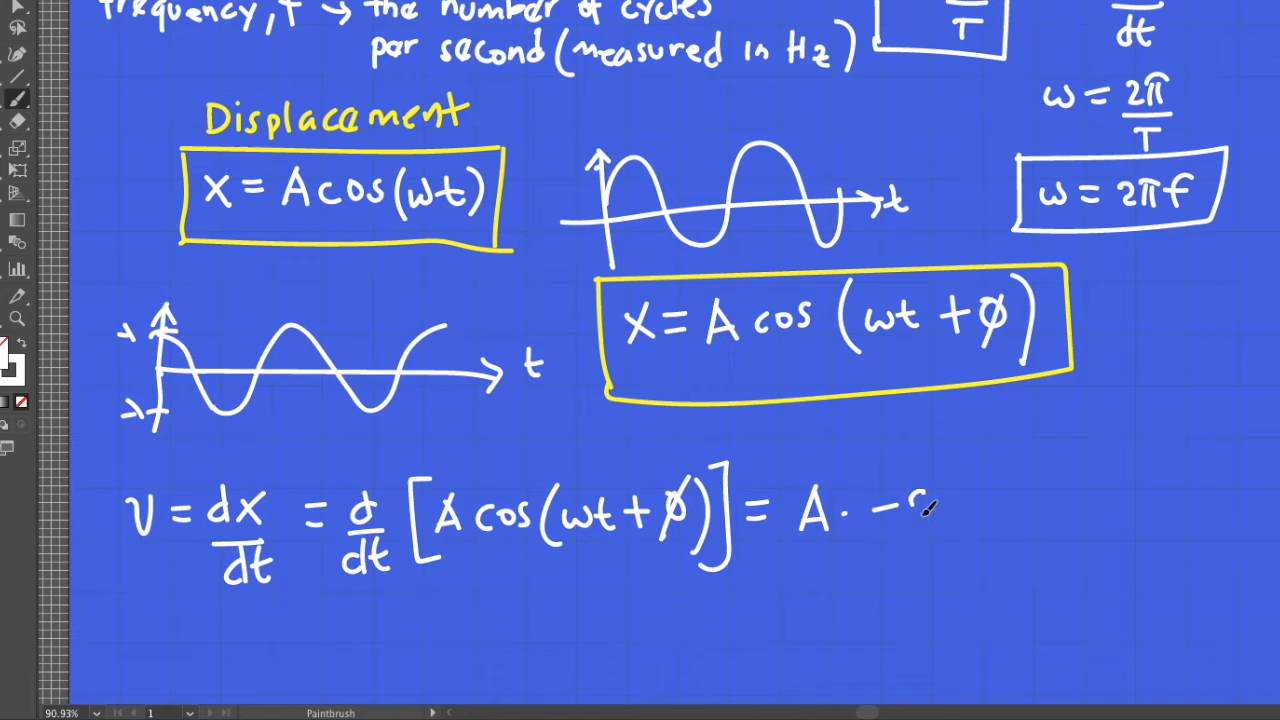 frequency, f → the number of cycles
per second (measured in Hz)
T
dt
ω = 2π
T
ω = 2πf
Displacement
x = A cos(ωt)
t
x = A cos (ωt + ϕ)
t
v = dx/dt = d/dt [A cos(ωt + ϕ)] = A · -
90.93%
1
Paintbrush